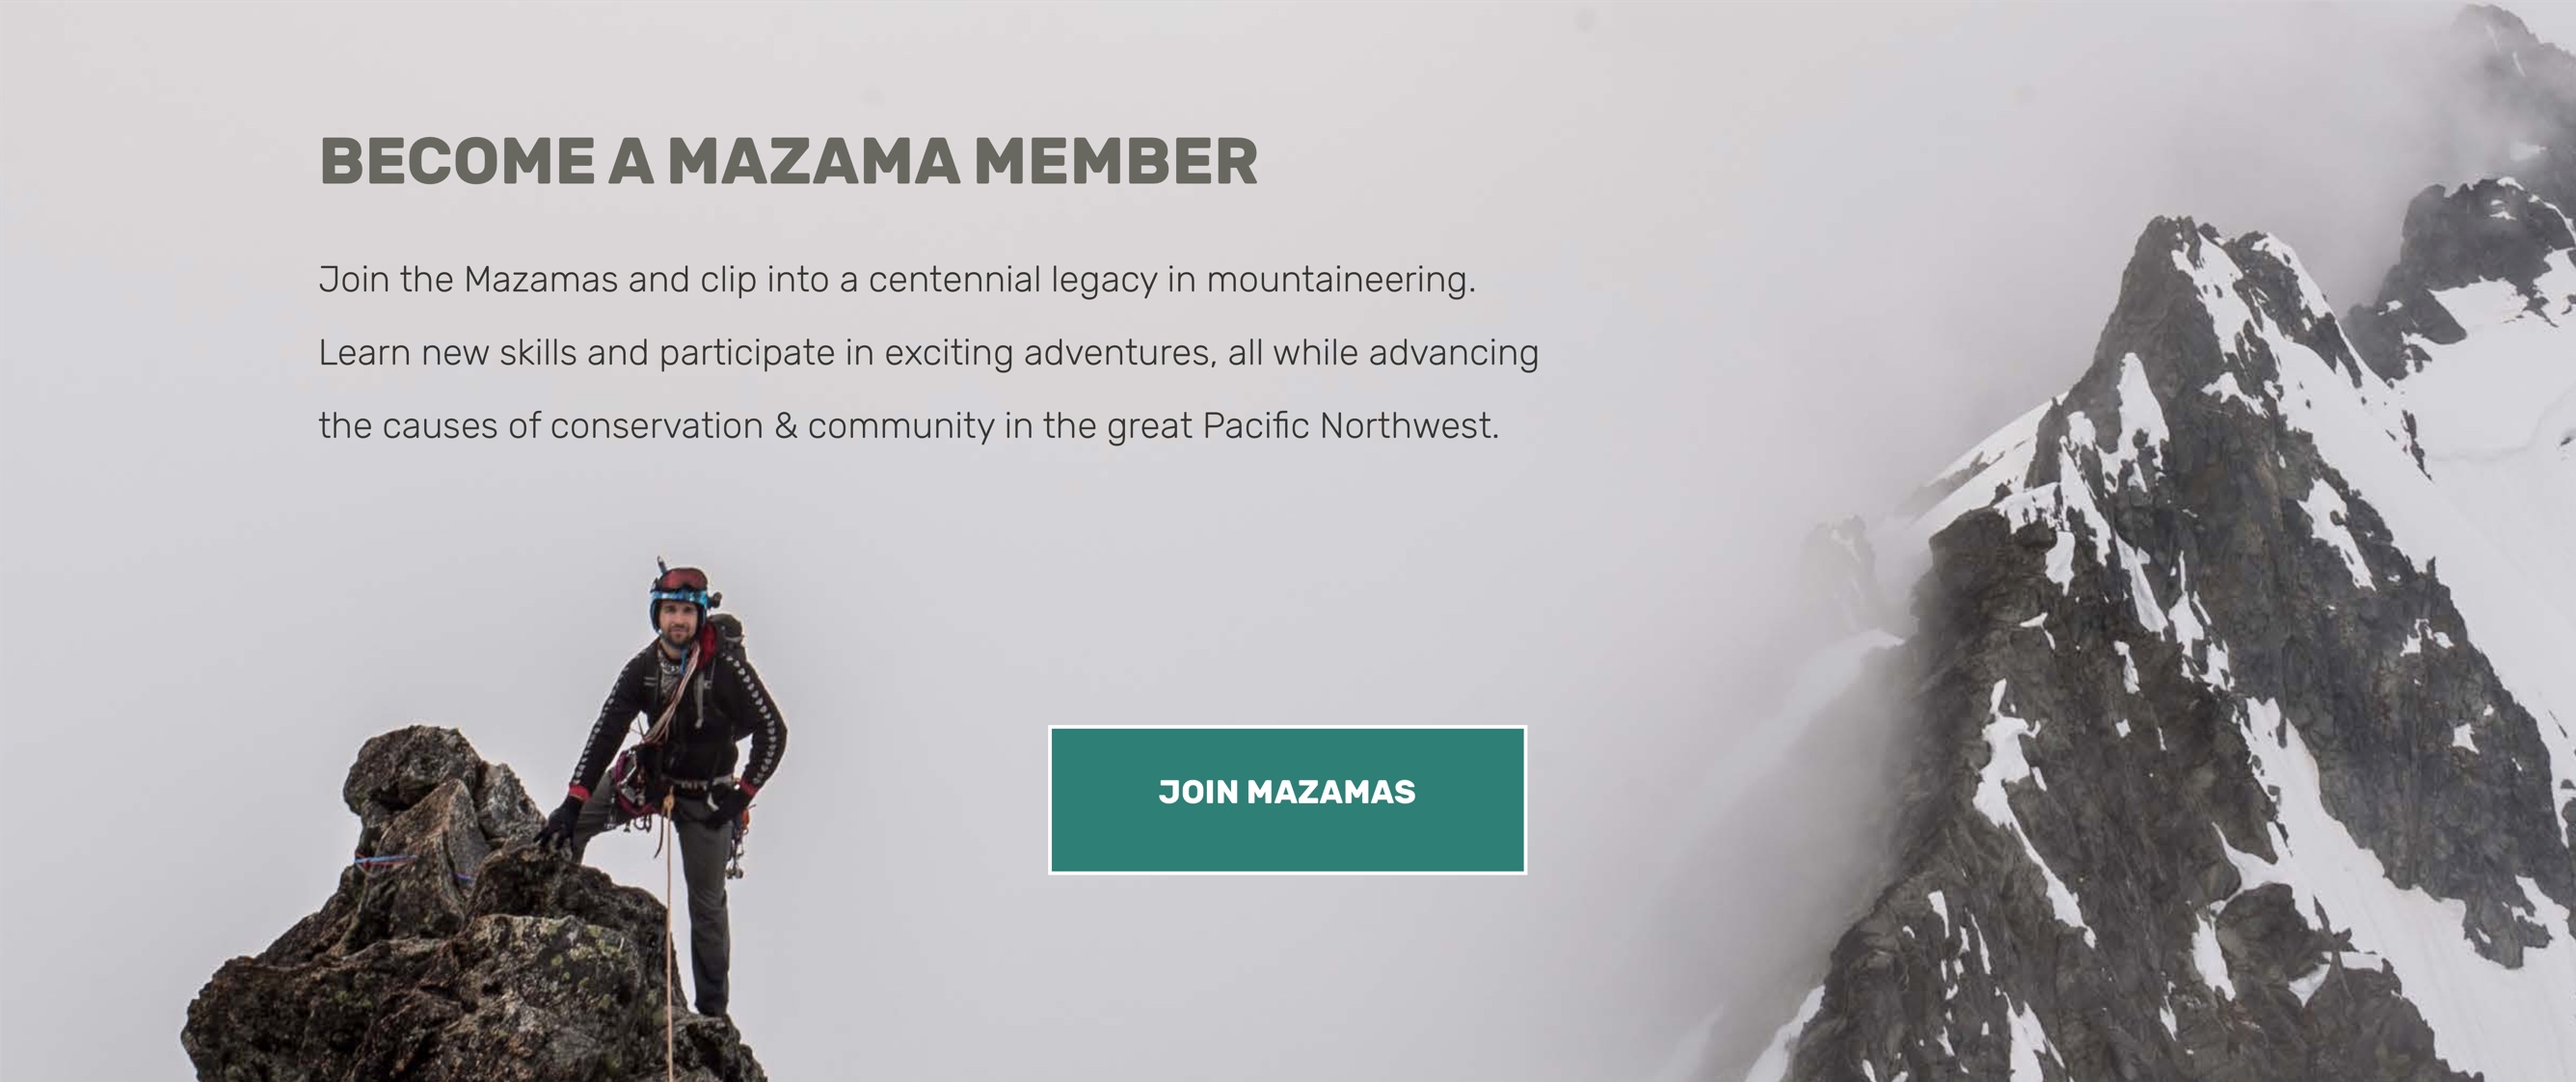 BECOME A MAZAMA MEMBER
Join the Mazamas and clip into a centennial legacy in mountaineering.
Learn new skills and participate in exciting adventures, all while advancing
the causes of conservation & community in the great Pacific Northwest.
JOIN MAZAMAS